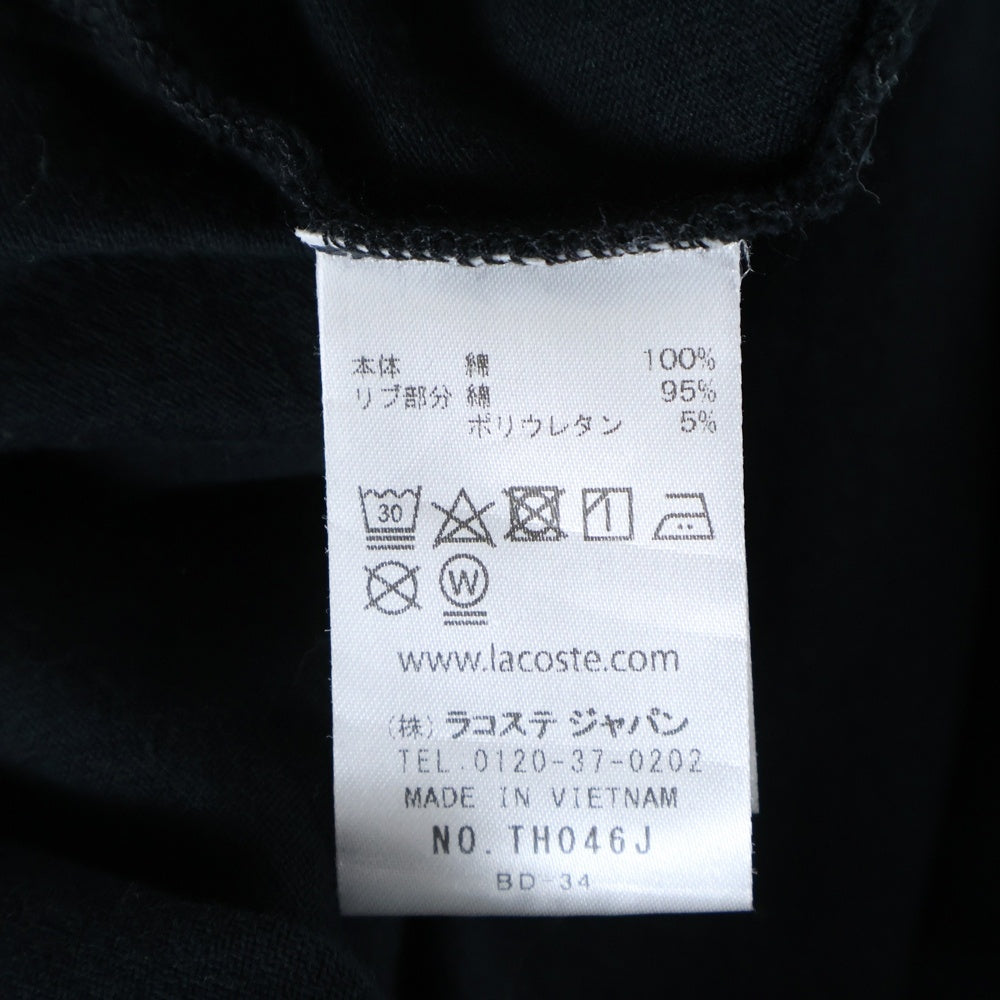 本体 綿 100%
リブ部分 綿 95%
ポリウレタン 5%
30
W
www.lacoste.com
(株) ラコステ ジャパン
TEL.0120-37-0202
MADE IN VIETNAM
NO. TH046J
BD-34